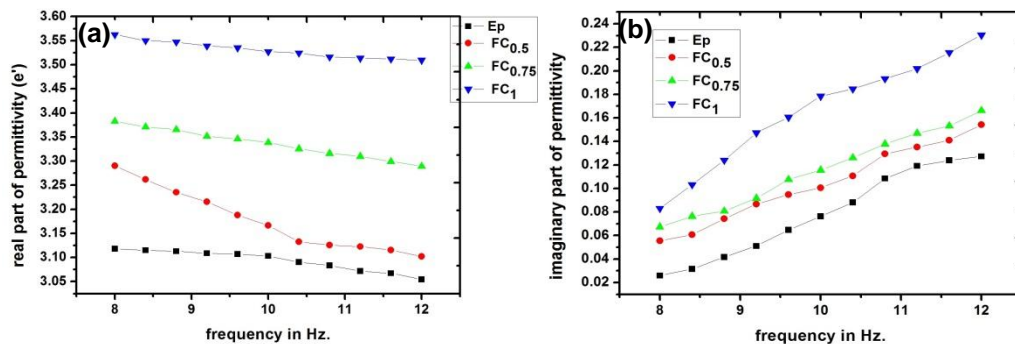 (a)
Ep
FC0.5
FC0.75
FC1
3.60
3.55
3.50
3.45
3.40
3.35
3.30
3.25
3.20
3.15
3.10
3.05
real part of permittivity (e')
8 9 10 11 12
frequency in Hz.
(b)
Ep
FC0.5
FC0.75
FC1
0.24
0.22
0.20
0.18
0.16
0.14
0.12
0.10
0.08
0.06
0.04
0.02
imaginary part of permittivity
8 9 10 11 12
frequency in Hz.